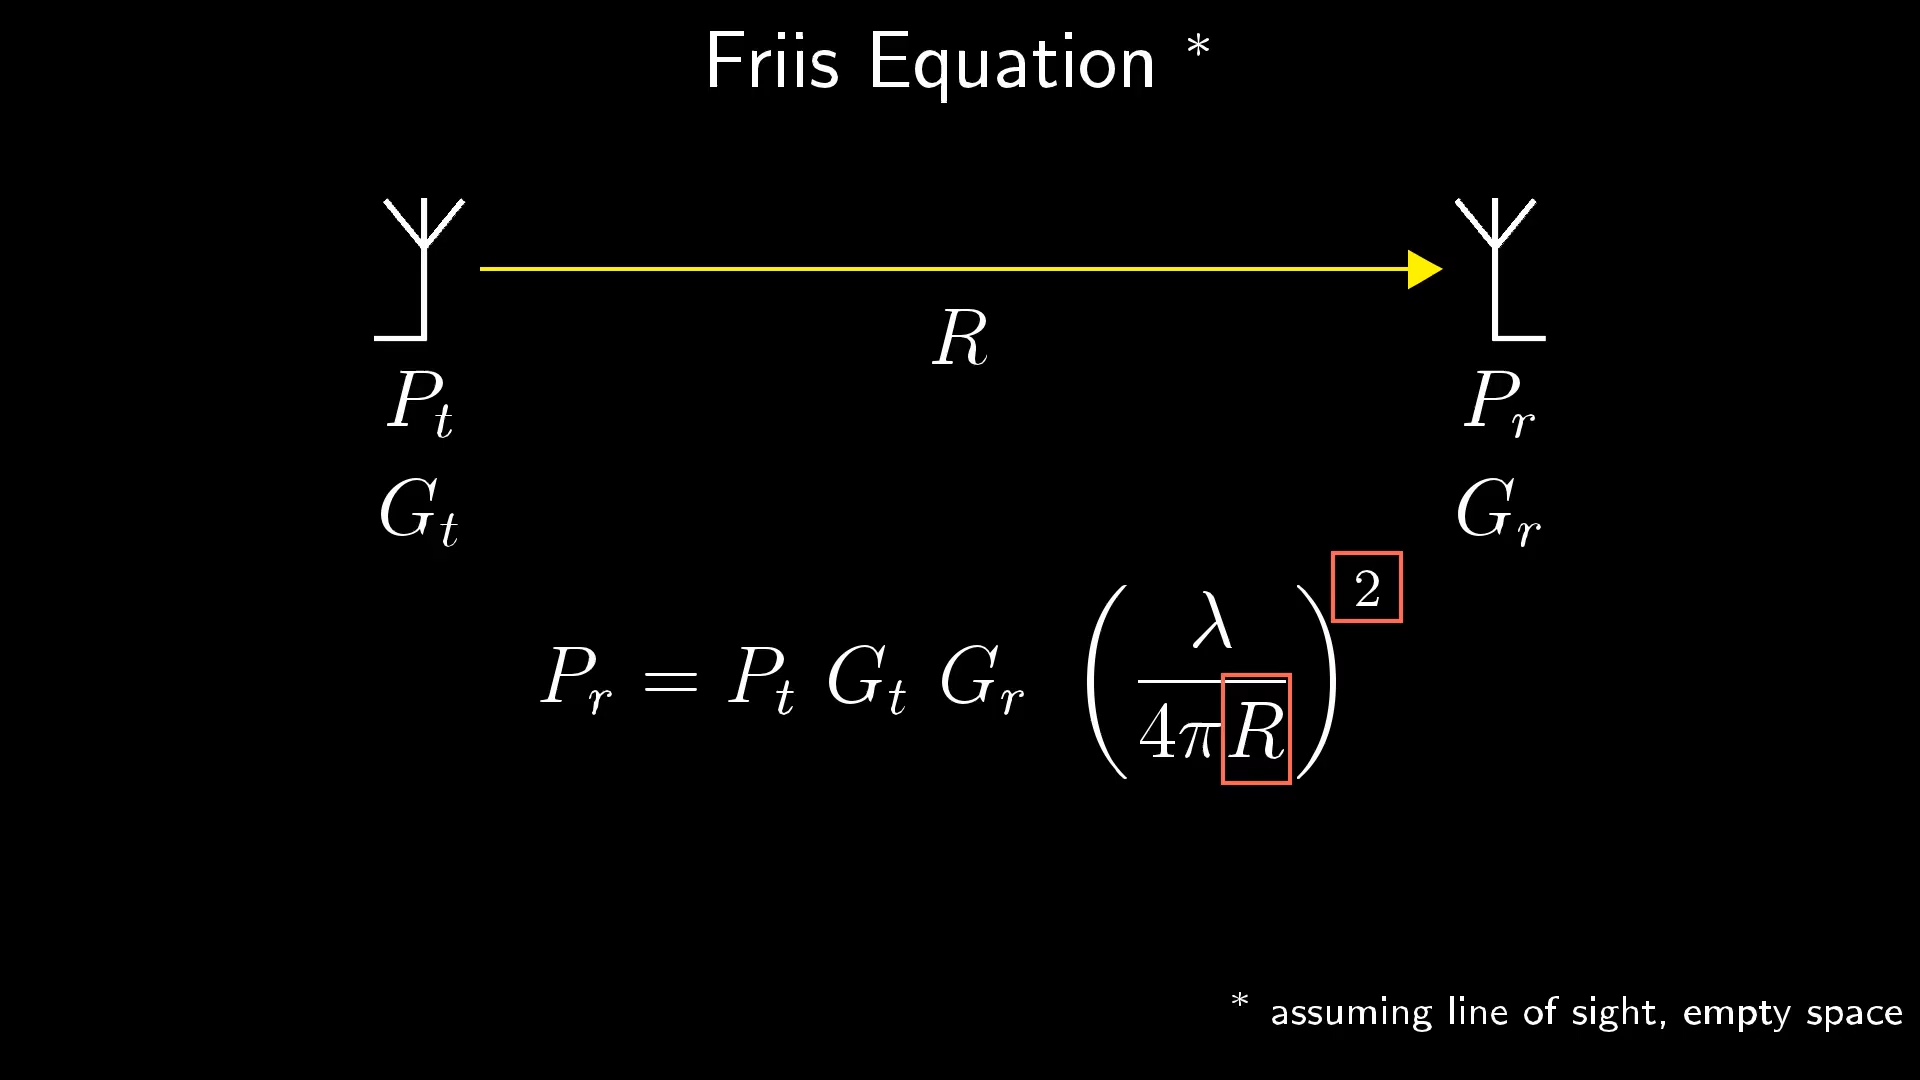 Friis Equation *
R
P_t
P_r
G_t
G_r
P_r = P_t G_t G_r (λ / 4πR)^2
* assuming line of sight, empty space